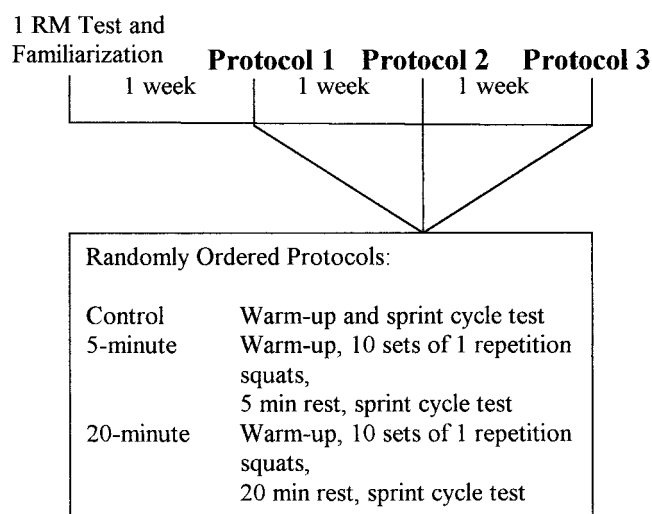 1 RM Test and
Familiarization Protocol 1 Protocol 2 Protocol 3
1 week 1 week 1 week
Randomly Ordered Protocols:
Control Warm-up and sprint cycle test
5-minute Warm-up, 10 sets of 1 repetition
squats,
5 min rest, sprint cycle test
20-minute Warm-up, 10 sets of 1 repetition
squats,
20 min rest, sprint cycle test